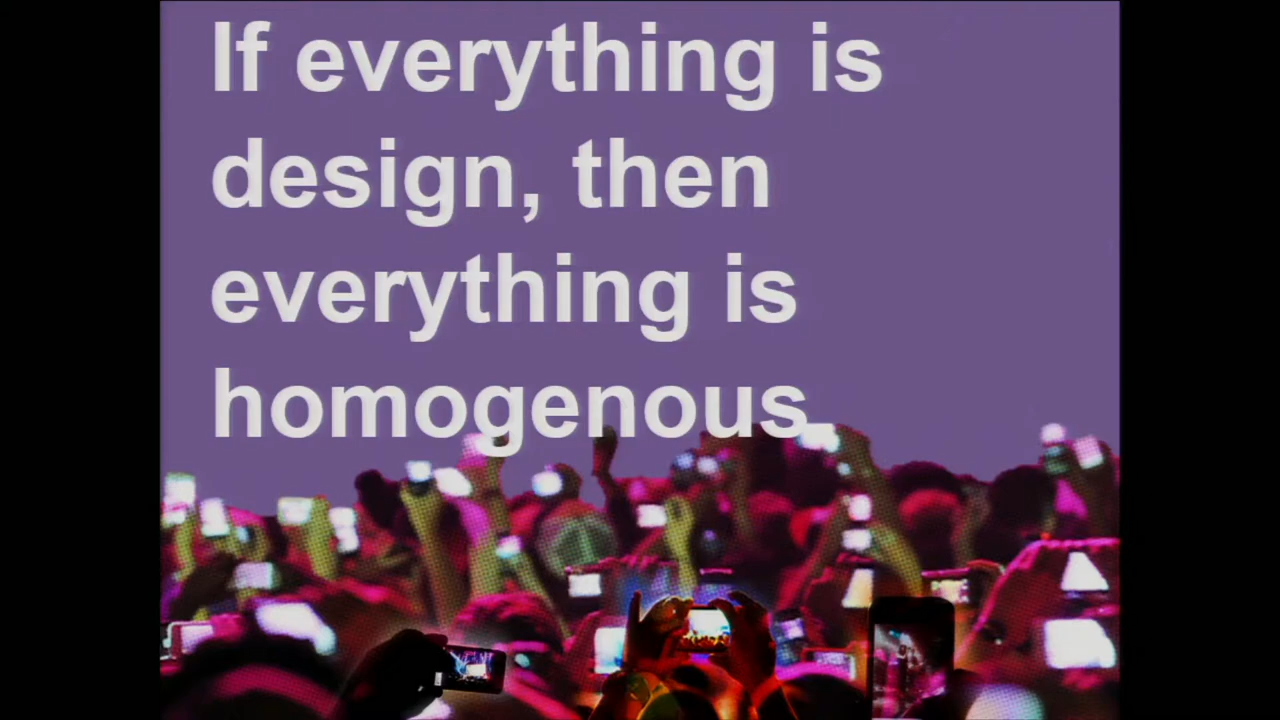 If everything is
design, then
everything is
homogenous.